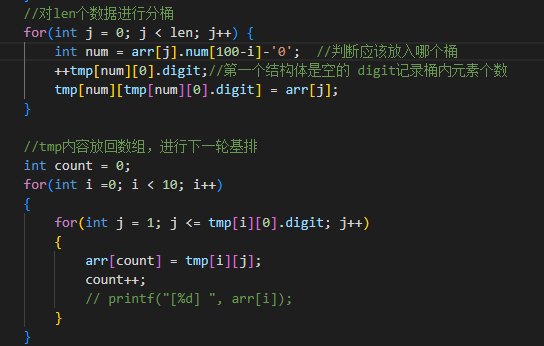 //对len个数据进行分桶
for(int j = 0; j < len; j++) {
    int num = arr[j].num[100-i]-'0';  //判断应该放入哪个桶
    ++tmp[num][0].digit;//第一个结构体是空的 digit记录桶内元素个数
    tmp[num][tmp[num][0].digit] = arr[j];
}
//tmp内容放回数组，进行下一轮基排
int count = 0;
for(int i =0; i < 10; i++)
{
    for(int j = 1; j <= tmp[i][0].digit; j++)
    {
        arr[count] = tmp[i][j];
        count++;
        // printf("[%d] ", arr[i]);
    }
}